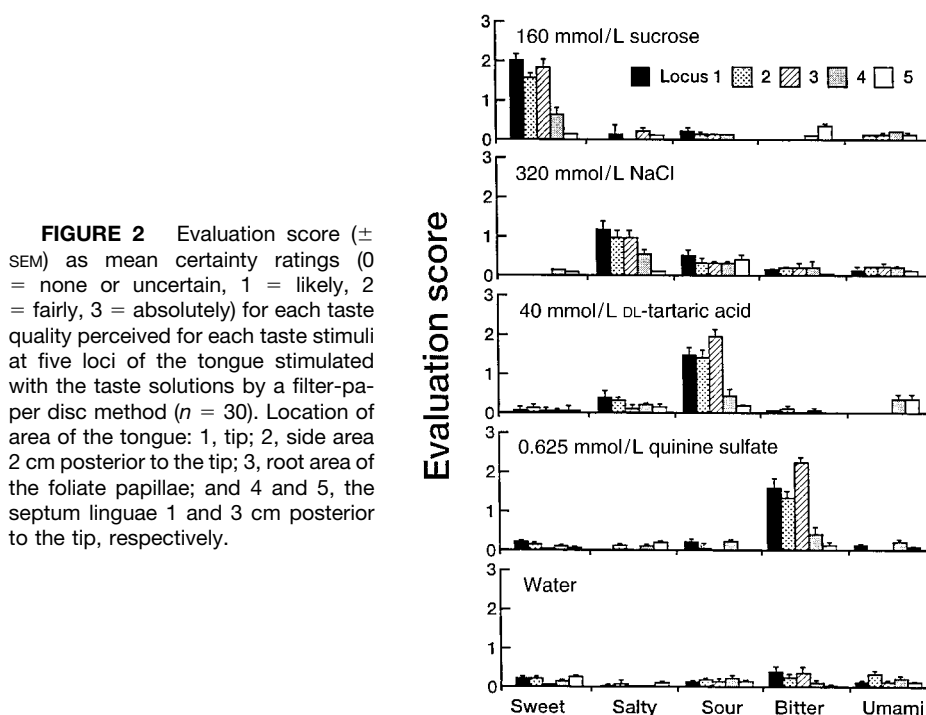 FIGURE 2 Evaluation score (±
SEM) as mean certainty ratings (0
= none or uncertain, 1 = likely, 2
= fairly, 3 = absolutely) for each taste
quality perceived for each taste stimuli
at five loci of the tongue stimulated
with the taste solutions by a filter-pa-
per disc method (n = 30). Location of
area of the tongue: 1, tip; 2, side area
2 cm posterior to the tip; 3, root area of
the foliate papillae; and 4 and 5, the
septum linguae 1 and 3 cm posterior
to the tip, respectively.
Evaluation score
3
2
1
0
160 mmol/L sucrose
Locus 1 2 3 4 5
3
2
1
0
320 mmol/L NaCl
3
2
1
0
40 mmol/L DL-tartaric acid
3
2
1
0
0.625 mmol/L quinine sulfate
3
2
1
0
Water
Sweet Salty Sour Bitter Umami